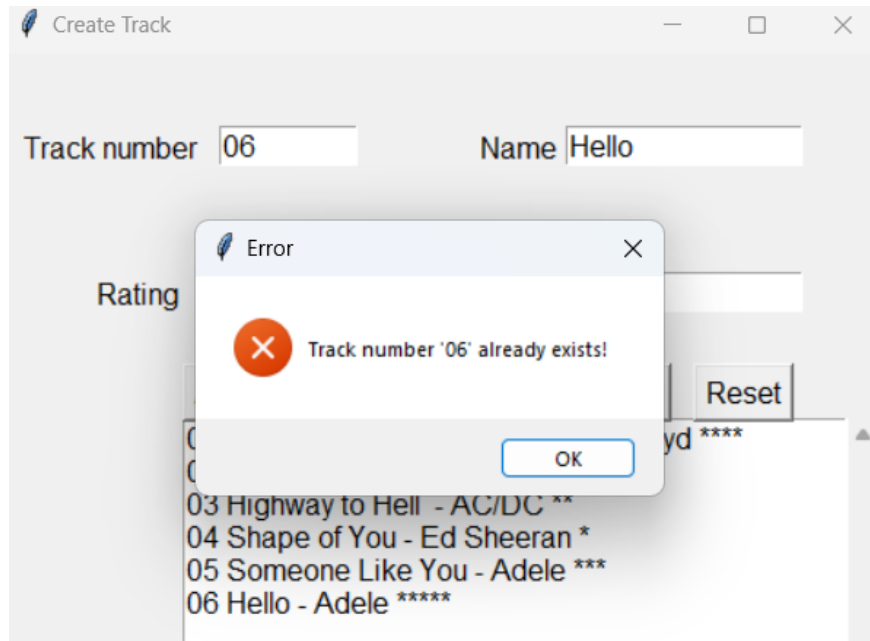 Create Track
Track number 06 Name Hello
Error
Rating
Track number '06' already exists!
Reset
OK
yd ****
03 Highway to Hell - AC/DC **
04 Shape of You - Ed Sheeran *
05 Someone Like You - Adele ***
06 Hello - Adele *****